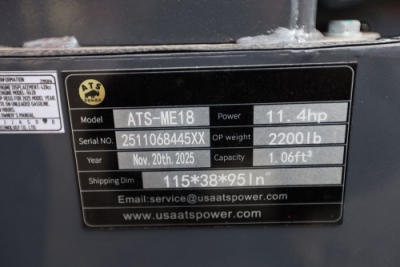 INFORMATION
ATS
Model ATS-ME18 Power 11.4hp
Serial NO. 2511068445XX OP weight 2200lb
Year Nov.20th.2025 Capacity 1.06ft³
Shipping Dim 115*38*95In"
Email:service@usaatspower.com
www.usaatspower.com